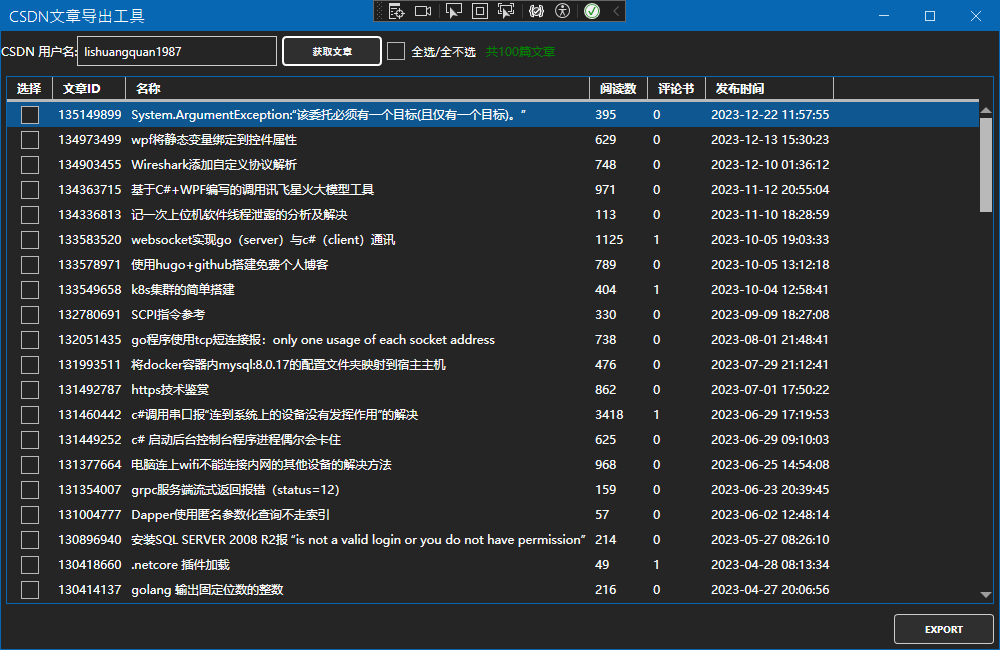 CSDN文章导出工具
CSDN 用户名: lishuangquan1987 获取文章 全选/全不选 共100篇文章
选择 文章ID 名称 阅读数 评论书 发布时间
135149899 System.ArgumentException:“该委托必须有一个目标(且仅有一个目标)。” 395 0 2023-12-22 11:57:55
134973499 wpf将静态变量绑定到控件属性 629 0 2023-12-13 15:30:23
134903455 Wireshark添加自定义协议解析 748 0 2023-12-10 01:36:12
134363715 基于C#+WPF编写的调用讯飞星火大模型工具 971 0 2023-11-12 20:55:04
134336813 记一次上位机软件线程泄露的分析及解决 113 0 2023-11-10 18:28:59
133583520 websocket实现go（server）与c#（client）通讯 1125 1 2023-10-05 19:03:33
133578971 使用hugo+github搭建免费个人博客 789 0 2023-10-05 13:12:18
133549658 k8s集群的简单搭建 404 1 2023-10-04 12:58:41
132780691 SCPI指令参考 330 0 2023-09-09 18:27:08
132051435 go程序使用tcp短连接报：only one usage of each socket address 738 0 2023-08-01 21:48:41
131993511 将docker容器内mysql:8.0.17的配置文件夹映射到宿主主机 476 0 2023-07-29 21:12:41
131492787 https技术鉴赏 862 0 2023-07-01 17:50:22
131460442 c#调用串口报“连到系统上的设备没有发挥作用”的解决 3418 1 2023-06-29 17:19:53
131449252 c# 启动后台控制台程序进程偶尔会卡住 625 0 2023-06-29 09:10:03
131377664 电脑连上wifi不能连接内网的其他设备的解决方法 968 0 2023-06-25 14:54:08
131354007 grpc服务端流式返回报错（status=12） 159 0 2023-06-23 20:39:45
131004777 Dapper使用匿名参数化查询不走索引 57 0 2023-06-02 12:48:14
130896940 安装SQL SERVER 2008 R2报 “is not a valid login or you do not have permission” 214 0 2023-05-27 08:26:10
130418660 .netcore 插件加载 49 1 2023-04-28 08:13:34
130414137 golang 输出固定位数的整数 216 0 2023-04-27 20:06:56
EXPORT